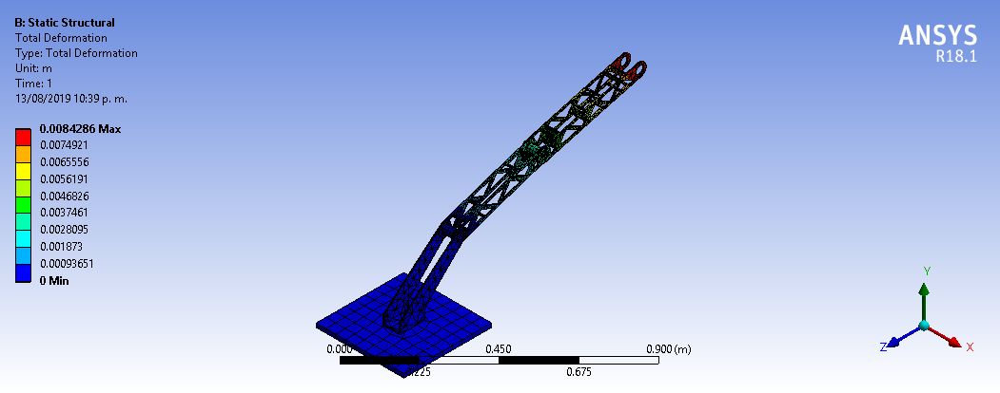 B: Static Structural
Total Deformation
Type: Total Deformation
Unit: m
Time: 1
13/08/2019 10:39 p. m.
ANSYS
R18.1
0.0084286 Max
0.0074921
0.0065556
0.0056191
0.0046826
0.0037461
0.0028095
0.001873
0.00093651
0 Min
0.000
0.450
0.900 (m)
0.675
Y
Z
X